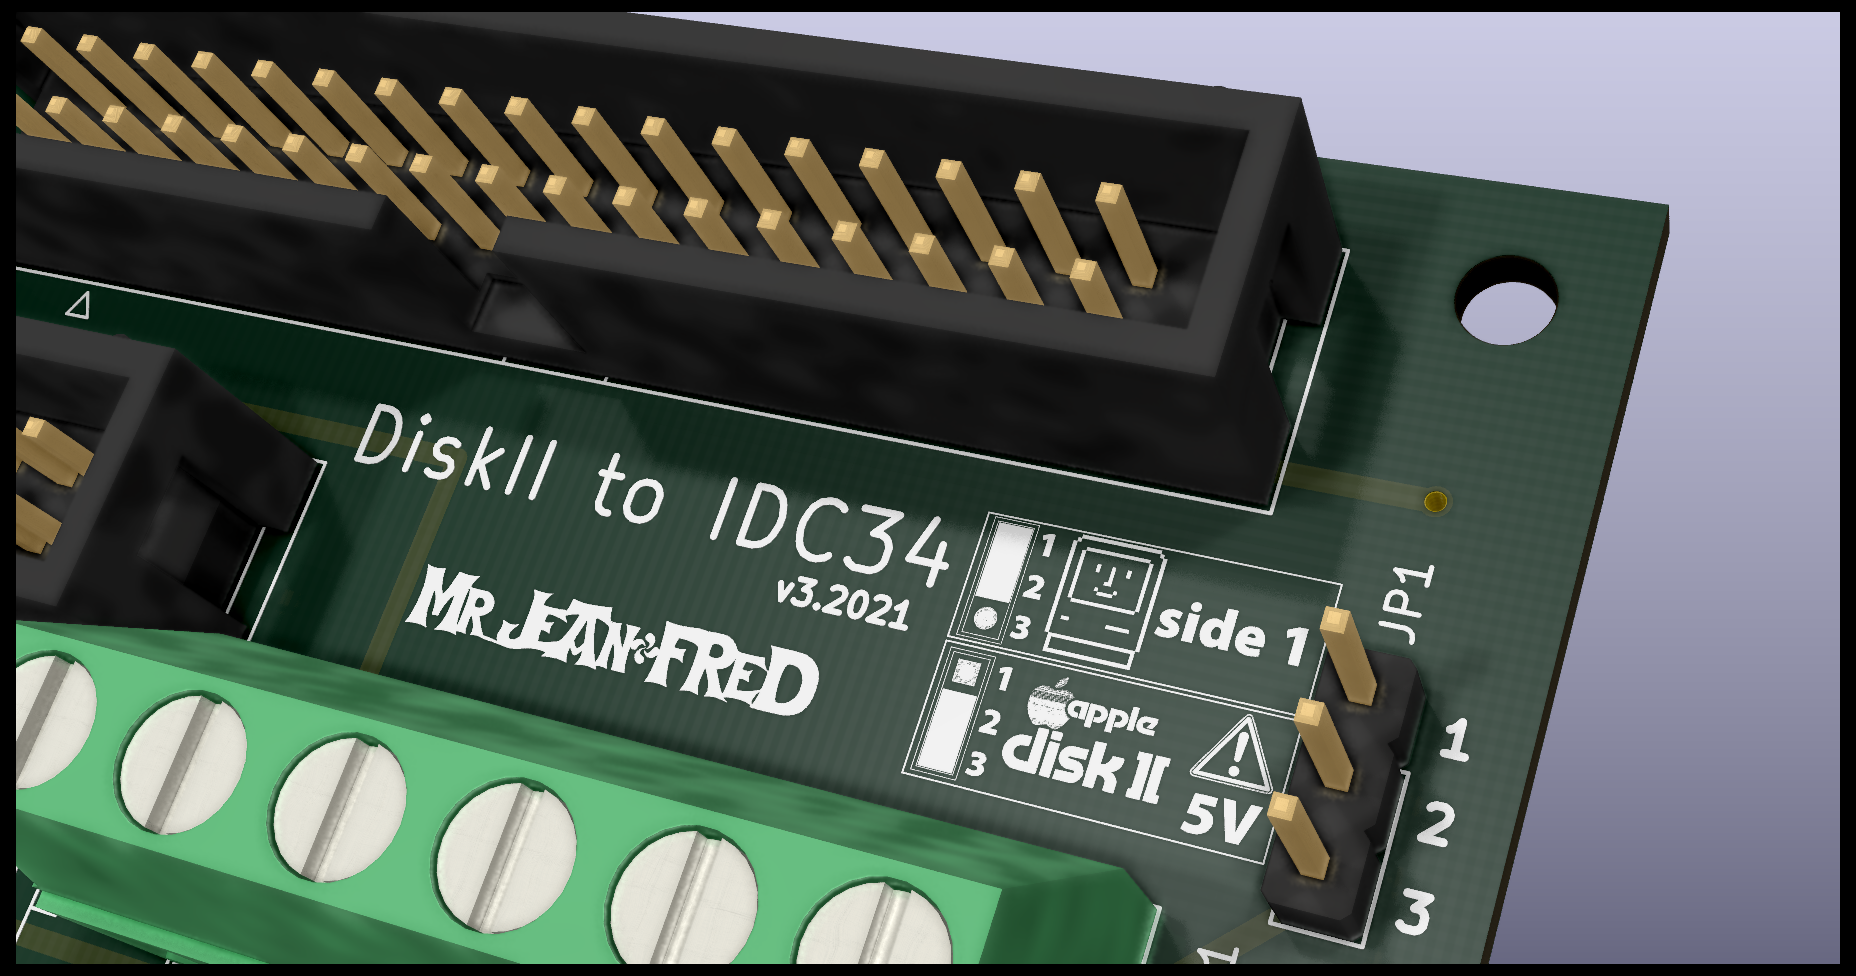 DiskII to IDC34
v3.2021
MR JEAN FRED
1
2
3
side 1
1
2
3
apple
disk II
5V
JP1
1
2
3
1